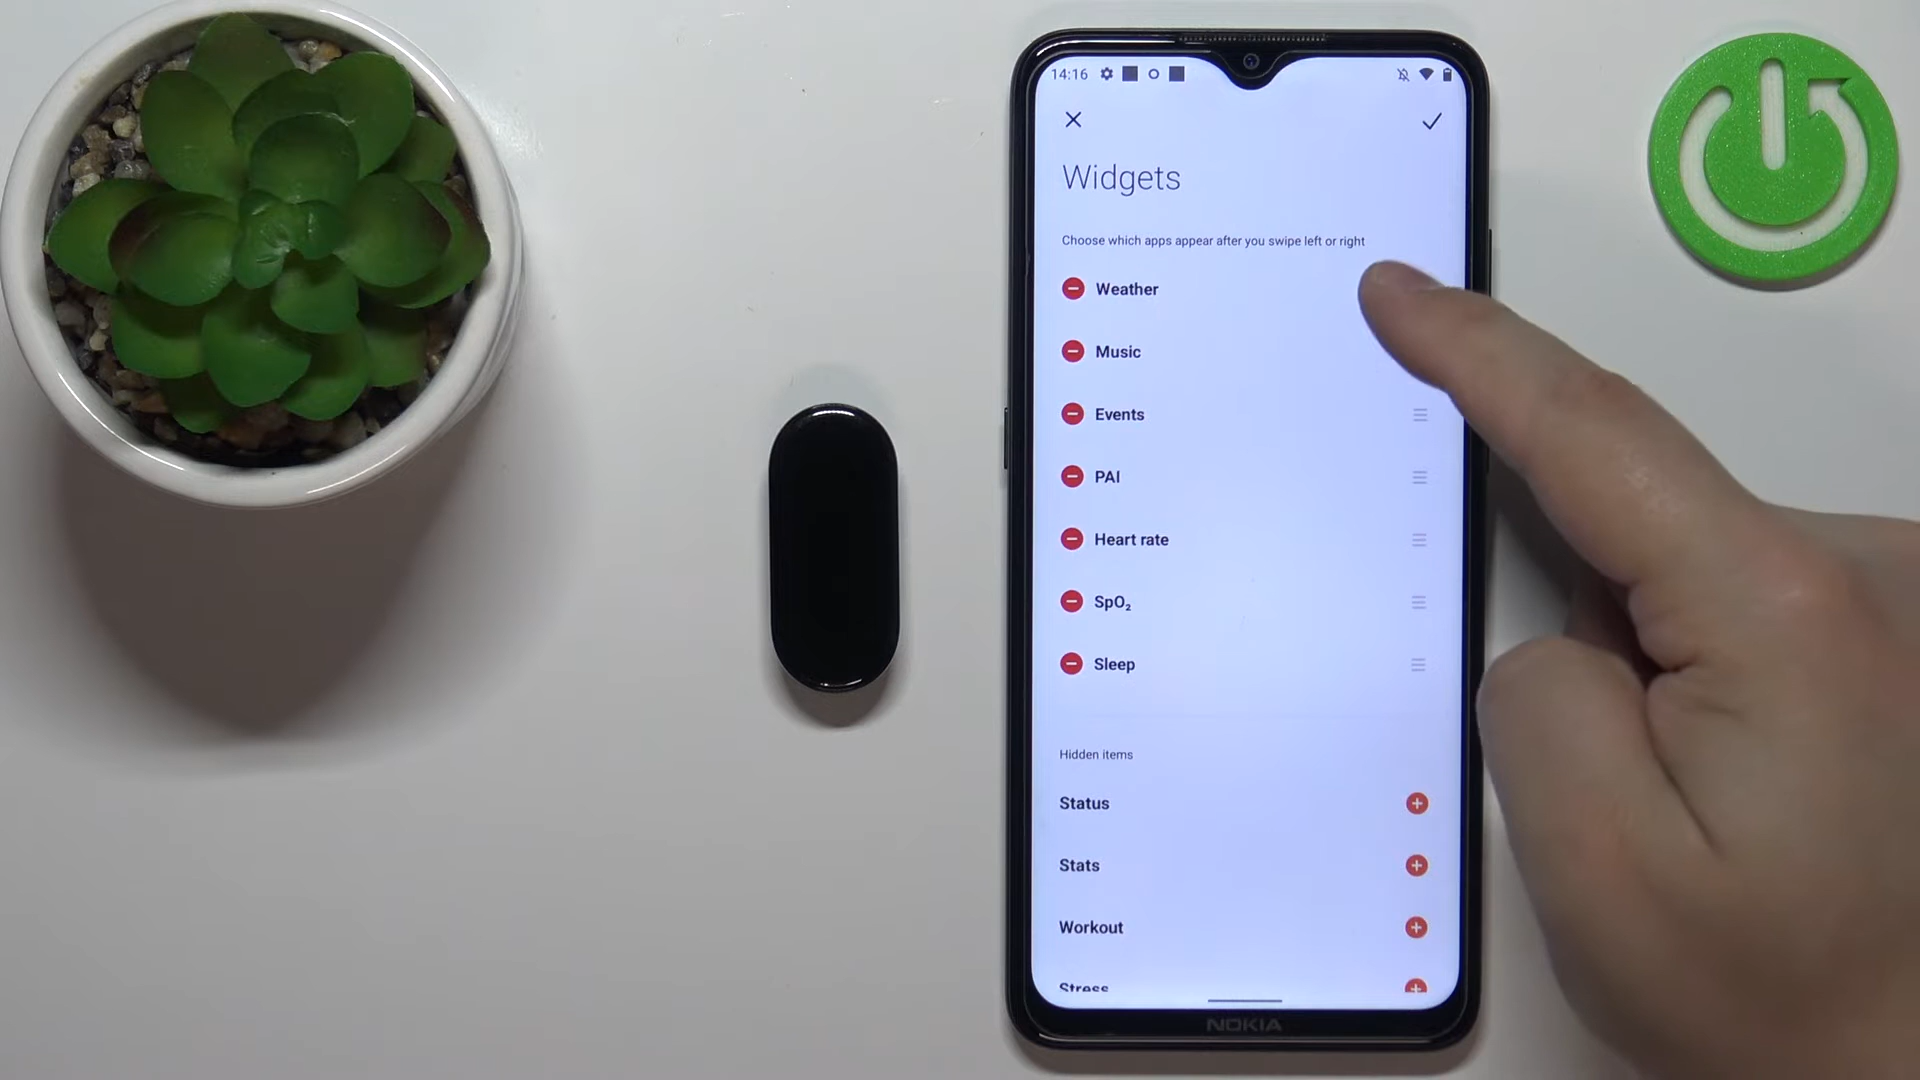 14:16
Widgets
Choose which apps appear after you swipe left or right
Weather
Music
Events
PAI
Heart rate
SpO₂
Sleep
Hidden items
Status
Stats
Workout
Stress
NOKIA